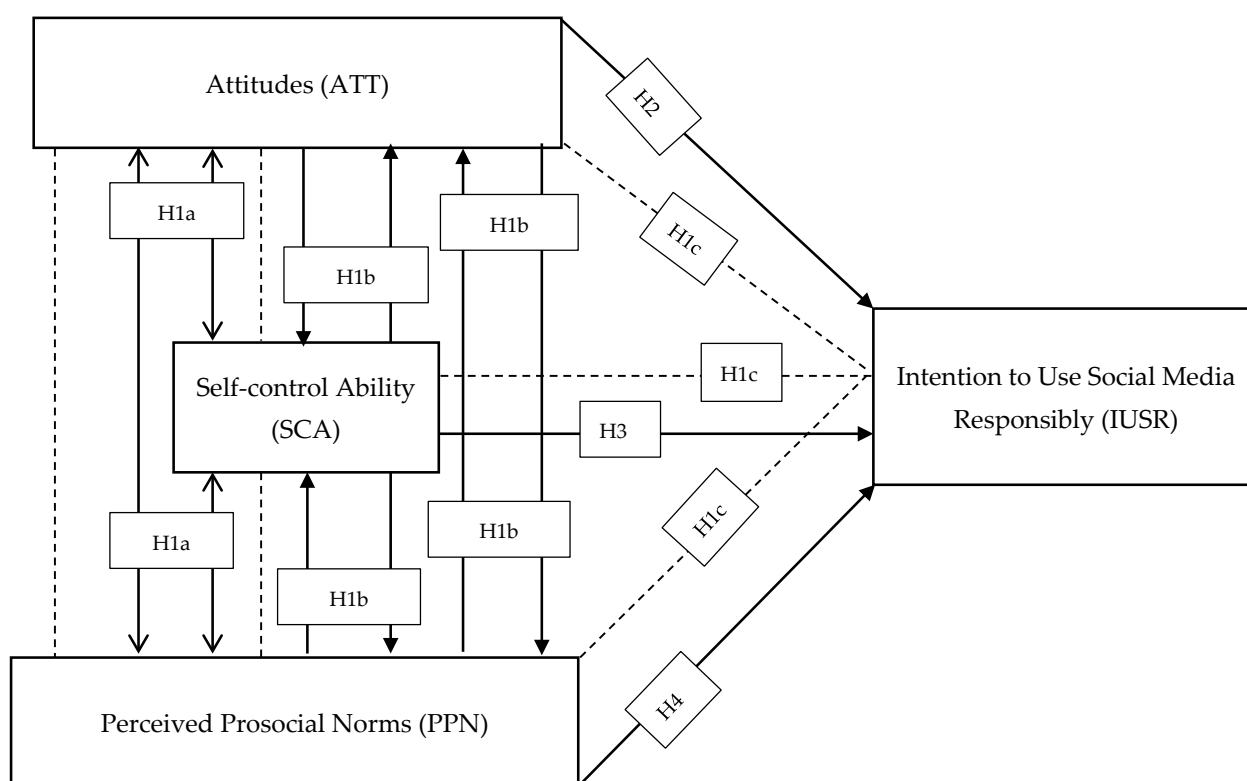 Attitudes (ATT)
H2
H1a
H1b
H1c
H1b
H1c
Self-control Ability
(SCA)
H3
Intention to Use Social Media
Responsibly (IUSR)
H1a
H1b
H1c
H1b
H4
Perceived Prosocial Norms (PPN)